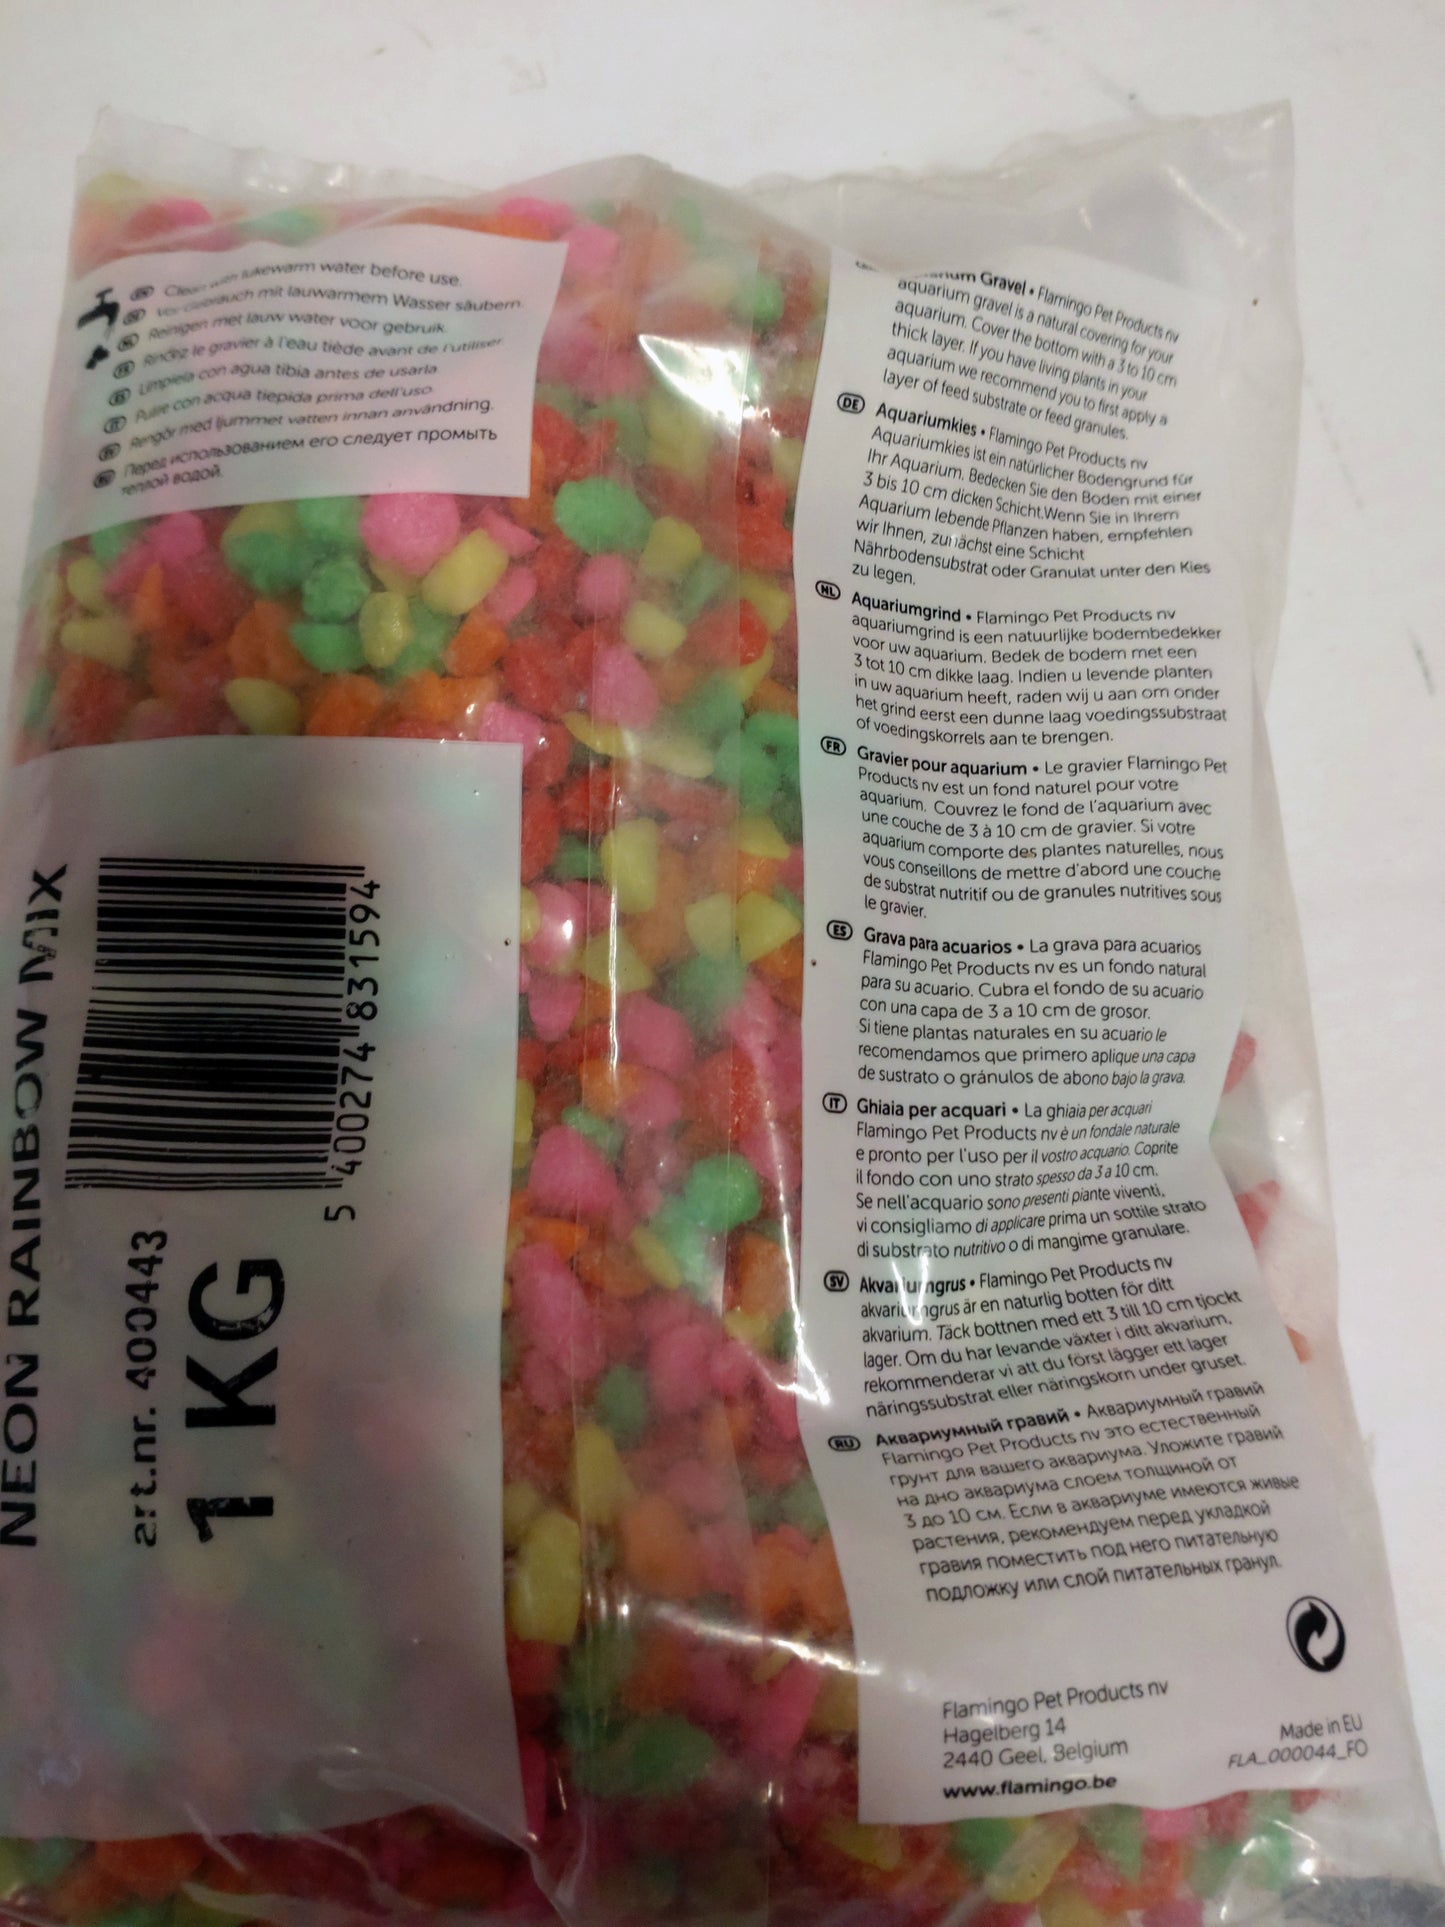 Clean with lukewarm water before use.
Vor Gebrauch mit lauwarmem Wasser säubern.
Reinigen met lauw water voor gebruik.
Rincez le gravier à l'eau tiède avant de l'utiliser
ES Limpiela con agua tibia antes de usarla
IT Pulire con acqua tiepida prima dell'uso
Rengör med ljummet vatten innan användning.
Перед использованием его следует промыть
теплой водой.
NEON RAINBOW MIX
5 400274 831594
art.nr. 400443
1 KG
Gravel • Flamingo Pet Products nv
aquarium gravel is a natural covering for your
aquarium. Cover the bottom with a 3 to 10 cm
thick layer. If you have living plants in your
aquarium we recommend you to first apply a
layer of feed substrate or feed granules.
DE Aquariumkies • Flamingo Pet Products nv
Aquariumkies ist ein natürlicher Bodengrund für
Ihr Aquarium. Bedecken Sie den Boden mit einer
3 bis 10 cm dicken Schicht.Wenn Sie in Ihrem
Aquarium lebende Pflanzen haben, empfehlen
wir Ihnen, zunächst eine Schicht
Nährbodensubstrat oder Granulat unter den Kies
zu legen.
NL Aquariumgrind • Flamingo Pet Products nv
aquariumgrind is een natuurlijke bodembedekker
voor uw aquarium. Bedek de bodem met een
3 tot 10 cm dikke laag. Indien u levende planten
in uw aquarium heeft, raden wij u aan om onder
het grind eerst een dunne laag voedingssubstraat
of voedingskorrels aan te brengen.
FR Gravier pour aquarium • Le gravier Flamingo Pet
Products nv est un fond naturel pour votre
aquarium. Couvrez le fond de l'aquarium avec
une couche de 3 à 10 cm de gravier. Si votre
aquarium comporte des plantes naturelles, nous
vous conseillons de mettre d'abord une couche
de substrat nutritif ou de granules nutritives sous
le gravier.
ES Grava para acuarios • La grava para acuarios
Flamingo Pet Products nv es un fondo natural
para su acuario. Cubra el fondo de su acuario
con una capa de 3 a 10 cm de grosor.
Si tiene plantas naturales en su acuario le
recomendamos que primero aplique una capa
de sustrato o gránulos de abono bajo la grava.
IT Ghiaia per acquari • La ghiaia per acquari
Flamingo Pet Products nv è un fondale naturale
e pronto per l'uso per il vostro acquario. Coprite
il fondo con uno strato spesso da 3 a 10 cm.
Se nell'acquario sono presenti piante viventi,
vi consigliamo di applicare prima un sottile strato
di substrato nutritivo o di mangime granulare.
SV Akvariumgrus • Flamingo Pet Products nv
akvariumgrus är en naturlig botten för ditt
akvarium. Täck bottnen med ett 3 till 10 cm tjockt
lager. Om du har levande växter i ditt akvarium,
rekommenderar vi att du först lägger ett lager
näringssubstrat eller näringskorn under gruset.
RU Аквариумный гравий • Аквариумный гравий
Flamingo Pet Products nv это естественный
грунт для вашего аквариума. Уложите гравий
на дно аквариума слоем толщиной от
3 до 10 см. Если в аквариуме имеются живые
растения, рекомендуем перед укладкой
гравия поместить под него питательную
подложку или слой питательных гранул.
Flamingo Pet Products nv
Hagelberg 14
2440 Geel, Belgium
www.flamingo.be
Made in EU
FLA_000044_FO